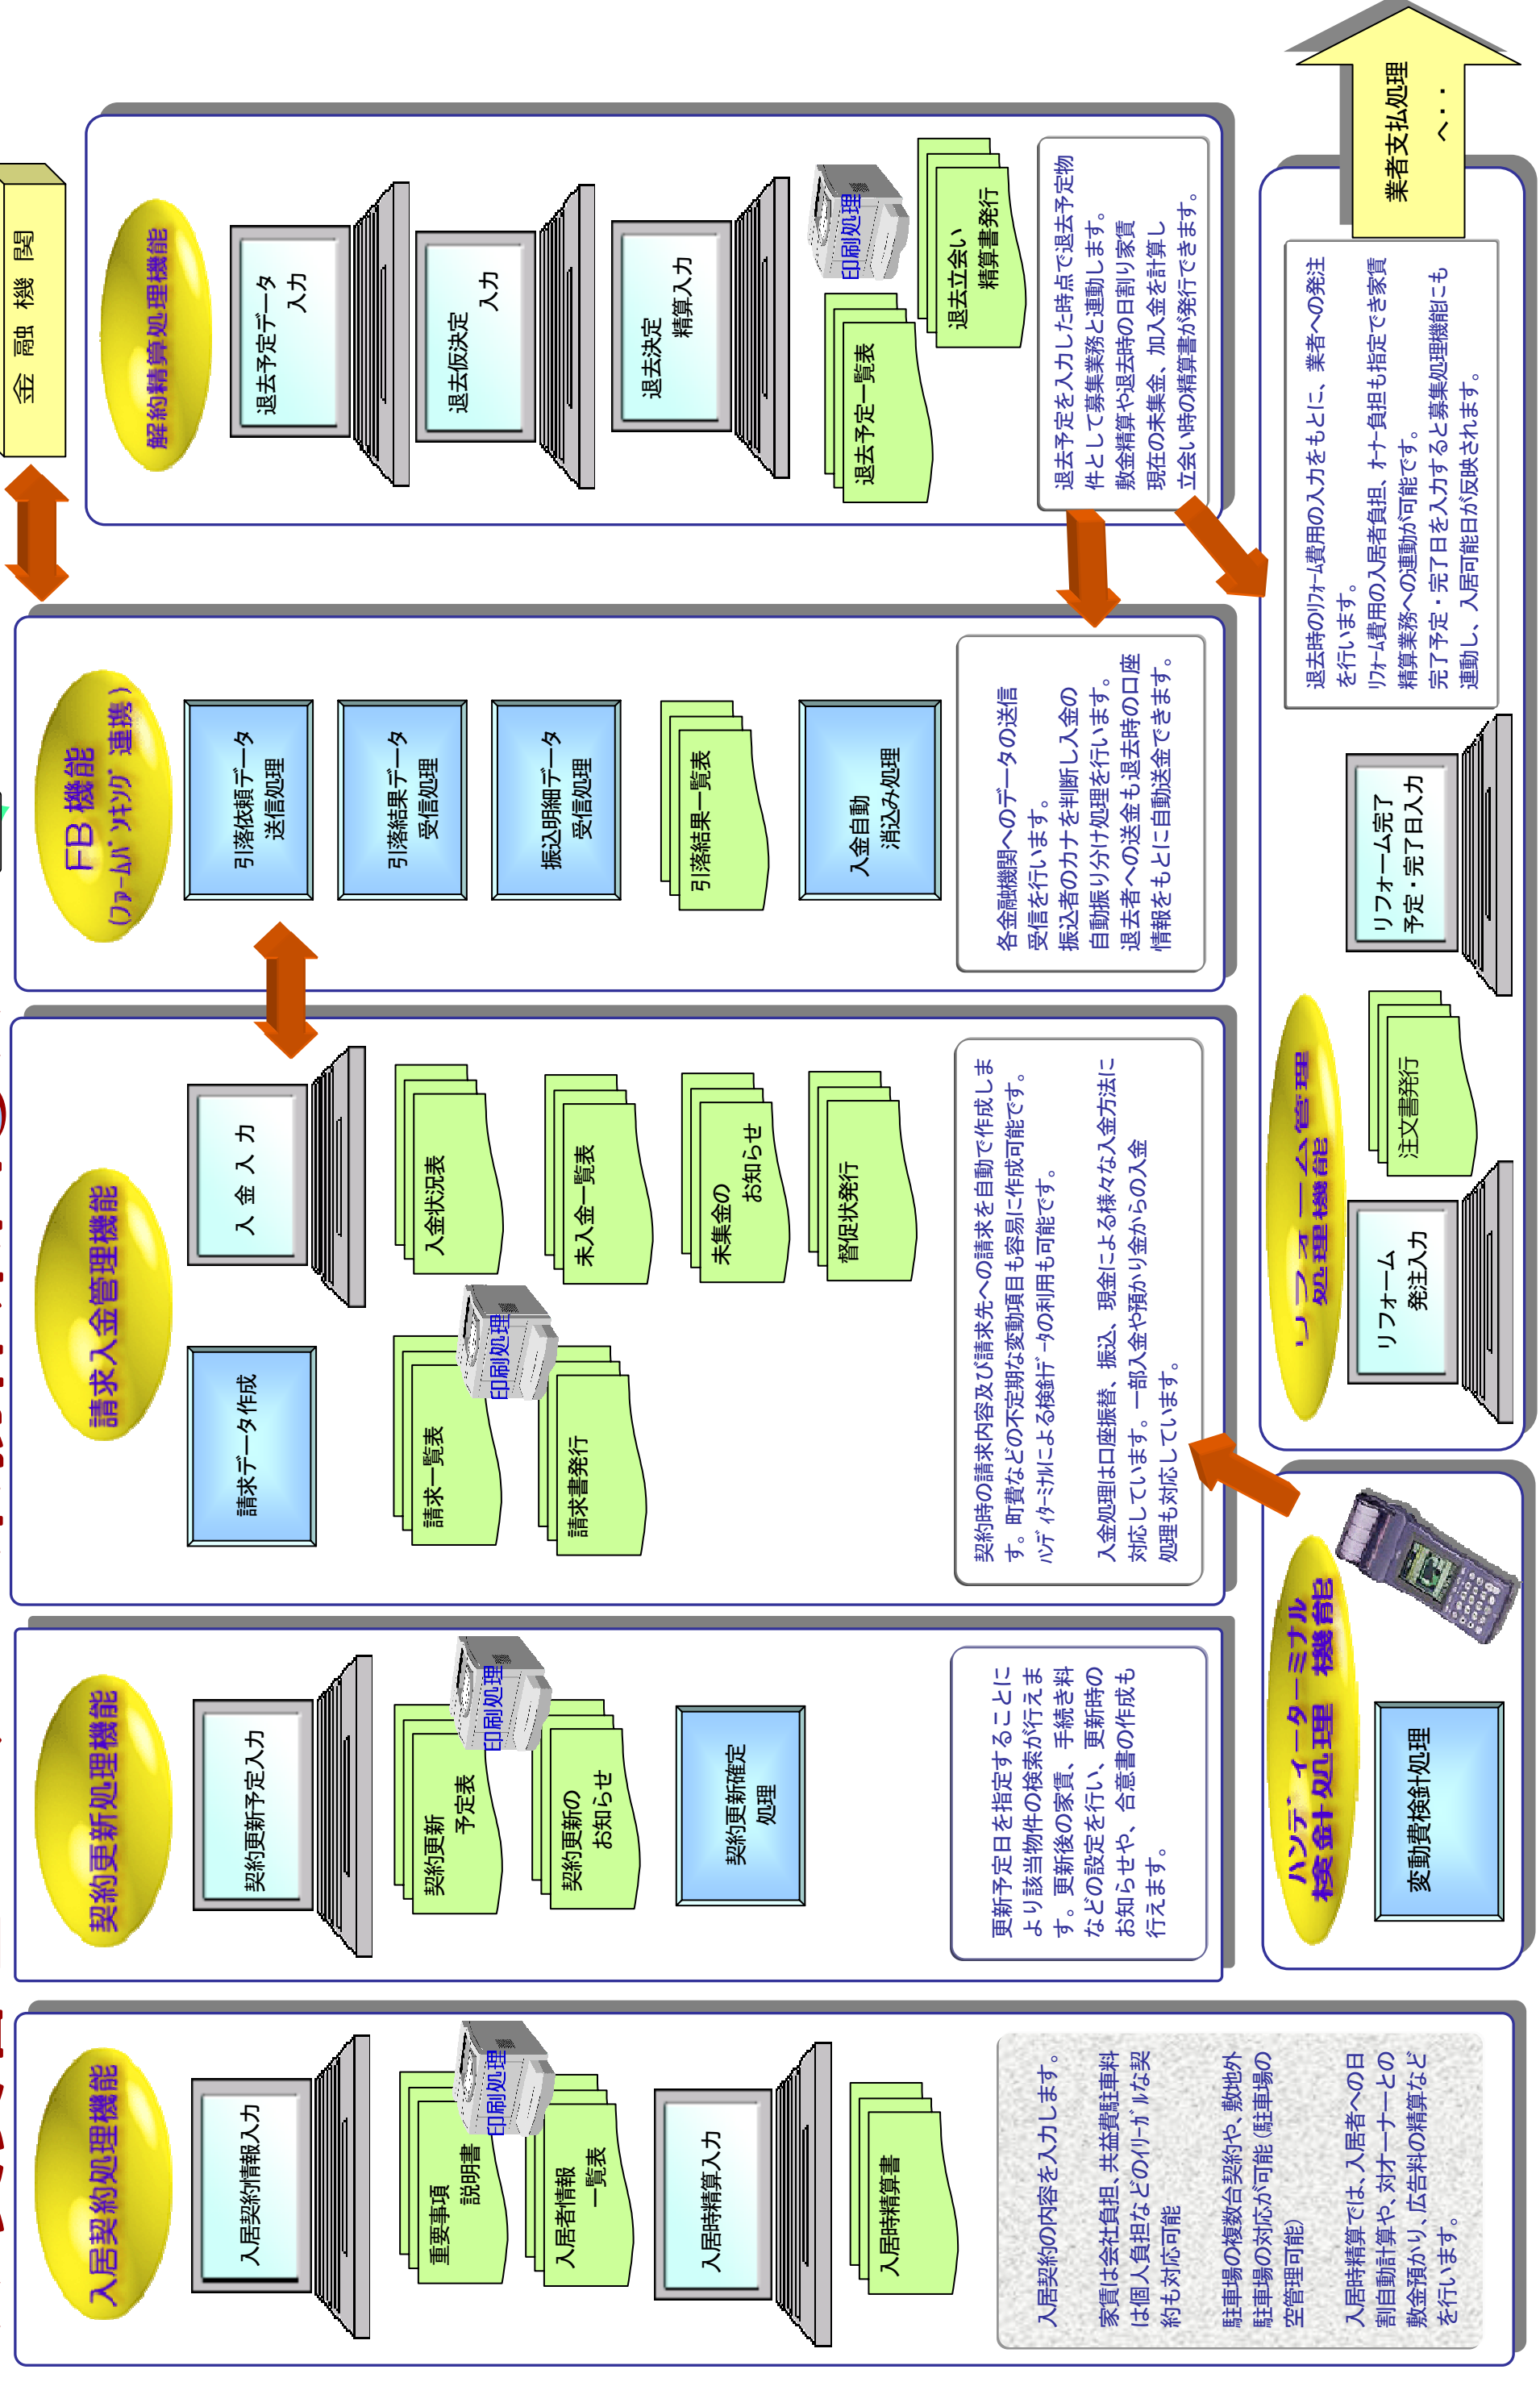 金 融 機 関
入居契約処理機能
入居契約情報入力
重要事項
説明書
印刷処理
入居者情報
一覧表
入居時精算入力
入居時精算書
入居契約の内容を入力します。
家賃は会社負担、共益費駐車料
は個人負担などのイリーガルな契
約も対応可能
駐車場の複数台契約や、敷地外
駐車場の対応が可能（駐車場の
空管理可能）
入居時精算では、入居者への日
割自動計算や、対オーナーとの
敷金預かり、広告料の精算など
を行います。
契約更新処理機能
契約更新予定入力
契約更新
予定表
印刷処理
契約更新の
お知らせ
契約更新確定
処理
更新予定日を指定することに
より該当物件の検索が行えま
す。更新後の家賃、手続き料
などの設定を行い、更新時の
お知らせや、合意書の作成も
行えます。
請求入金管理機能
請求データ作成
請求一覧表
印刷処理
請求書発行
入 金 入 力
入金状況表
未入金一覧表
未集金の
お知らせ
督促状発行
契約時の請求内容及び請求先への請求を自動で作成しま
す。町費などの不定期な変動項目も容易に作成可能です。
ﾊﾝﾃﾞｨﾀｰﾐﾅﾙによる検針ﾃﾞｰﾀの利用も可能です。
入金処理は口座振替、振込、現金による様々な入金方法に
対応しています。一部入金や預かり金からの入金
処理も対応しています。
FB機能
(ﾌｧｰﾑﾊﾞﾝｷﾝｸﾞ連携)
引落依頼データ
送信処理
引落結果データ
受信処理
振込明細データ
受信処理
引落結果一覧表
入金自動
消込み処理
各金融機関へのデータの送信
受信を行います。
振込者のカナを判断し入金の
自動振り分け処理を行います。
退去者への送金も退去時の口座
情報をもとに自動送金できます。
解約精算処理機能
退去予定データ
入力
退去仮決定
入力
退去決定
精算入力
退去予定一覧表
印刷処理
退去立会い
精算書発行
退去予定を入力した時点で退去予定物
件として募集業務と連動します。
敷金精算や退去時の日割り家賃
現在の未集金、加入金を計算し
立会い時の精算書が発行できます。
ハンディーターミナル
検針処理 機能
変動費検針処理
リフォーム管理
処理機能
リフォーム
発注入力
注文書発行
リフォーム完了
予定・完了日入力
退去時のﾘﾌｫｰﾑ費用の入力をもとに、業者への発注
を行います。
ﾘﾌｫｰﾑ費用の入居者負担、ｵｰﾅｰ負担も指定でき家賃
精算業務への連動が可能です。
完了予定・完了日を入力すると募集処理機能にも
連動し、入居可能日が反映されます。
業者支払処理
へ・・